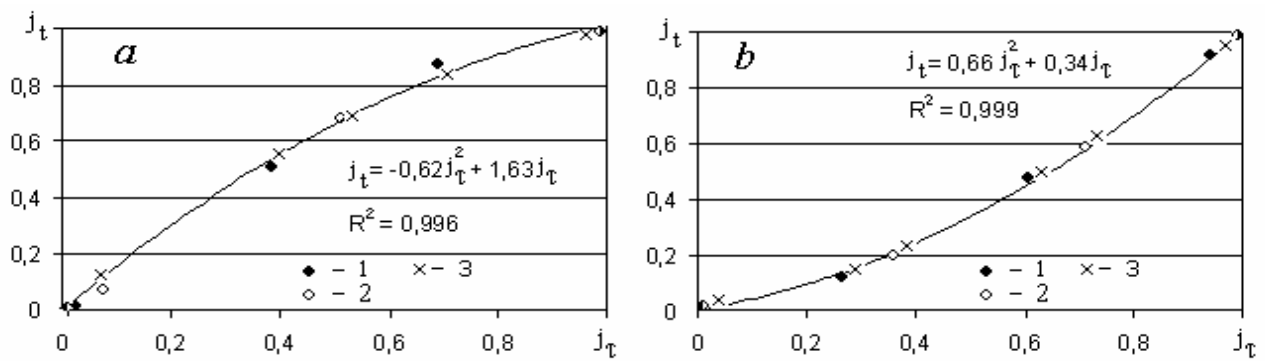 j_t
1
0,8
0,6
0,4
0,2
0
a
j_t = -0,62j_τ^2 + 1,63j_τ
R^2 = 0,996
♦ – 1 × – 3
○ – 2
0 0,2 0,4 0,6 0,8 j_τ
j_t
1
0,8
0,6
0,4
0,2
0
b
j_t = 0,66 j_τ^2 + 0,34j_τ
R^2 = 0,999
♦ – 1 × – 3
○ – 2
0 0,2 0,4 0,6 0,8 j_τ